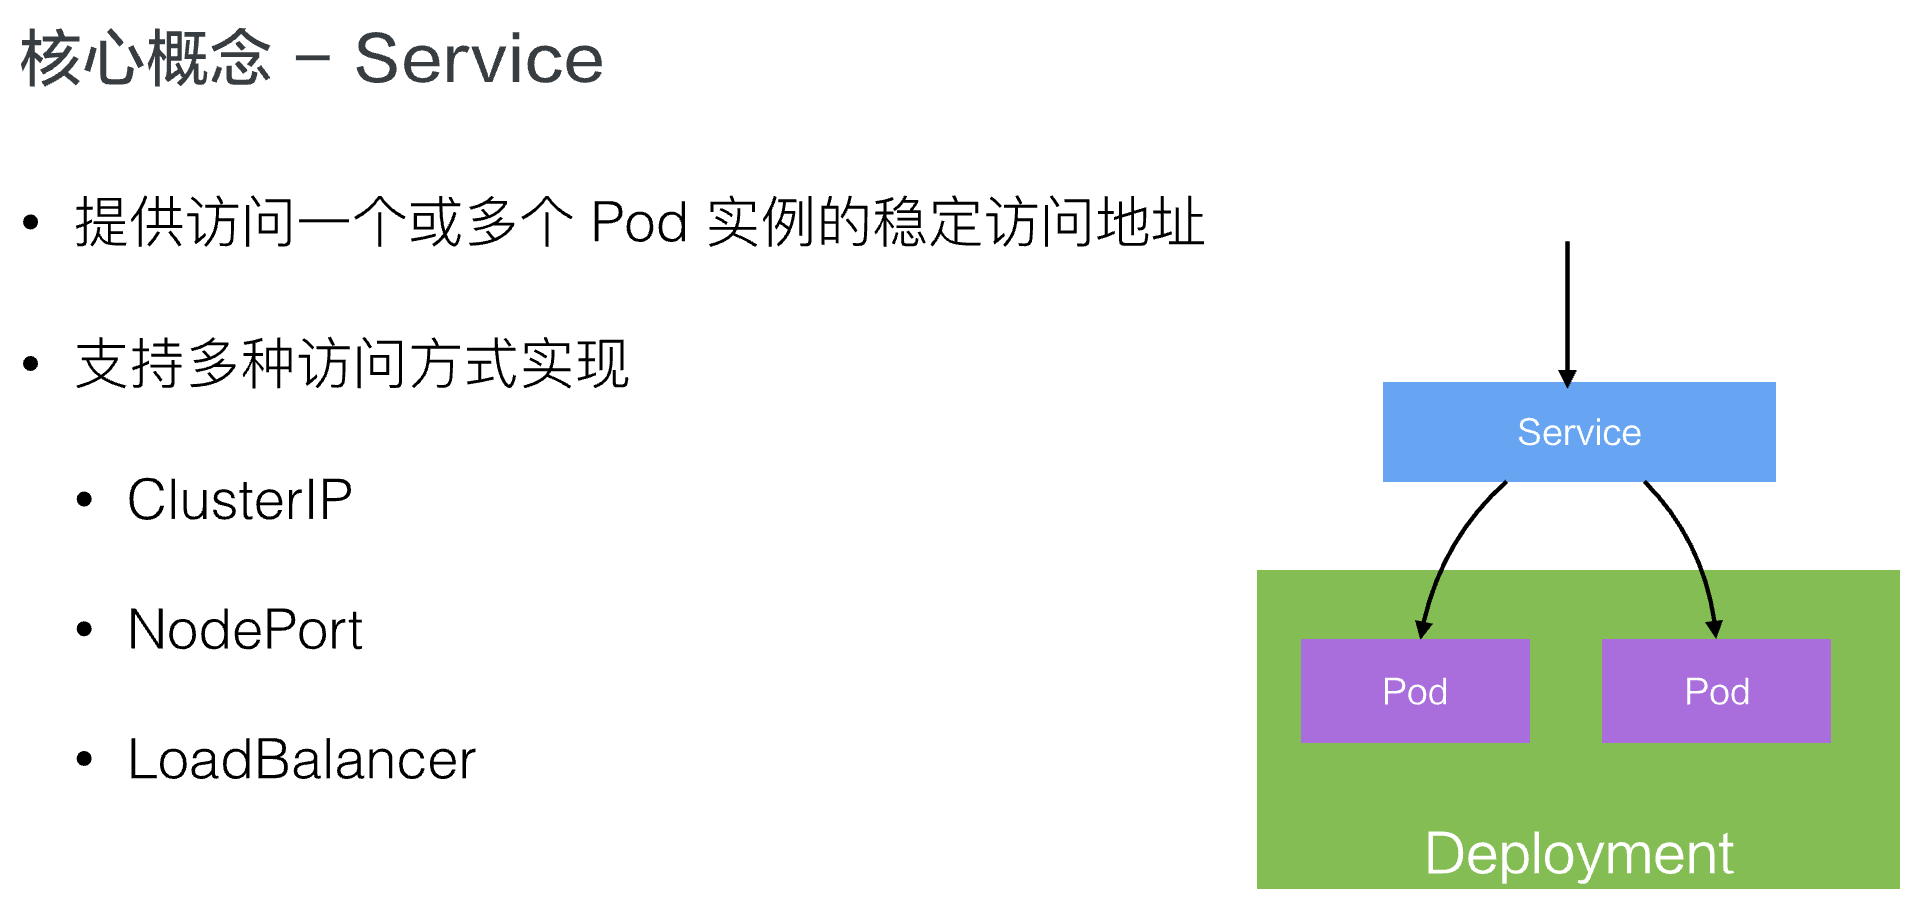 核心概念 – Service
• 提供访问一个或多个 Pod 实例的稳定访问地址
• 支持多种访问方式实现
• ClusterIP
• NodePort
• LoadBalancer
Service
Pod
Pod
Deployment